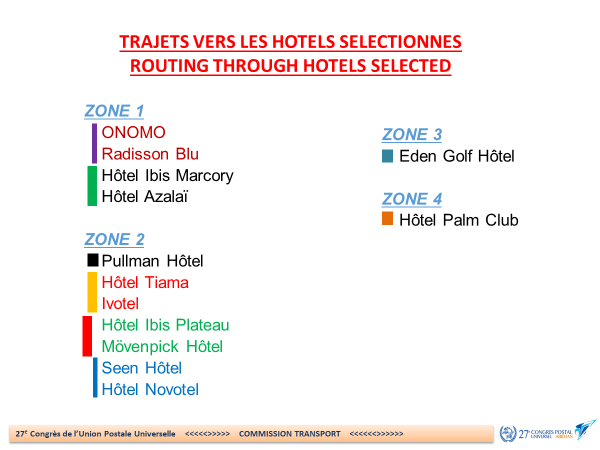 TRAJETS VERS LES HOTELS SELECTIONNES
ROUTING THROUGH HOTELS SELECTED
ZONE 1
ONOMO
Radisson Blu
Hôtel Ibis Marcory
Hôtel Azalaï
ZONE 2
Pullman Hôtel
Hôtel Tiama
Ivotel
Hôtel Ibis Plateau
Mövenpick Hôtel
Seen Hôtel
Hôtel Novotel
ZONE 3
Eden Golf Hôtel
ZONE 4
Hôtel Palm Club
27E Congrès de l'Union Postale Universelle <<<<<>>>>> COMMISSION TRANSPORT <<<<<<>>>>>>
27e CONGRÈS POSTAL
UNIVERSEL ABIDJAN